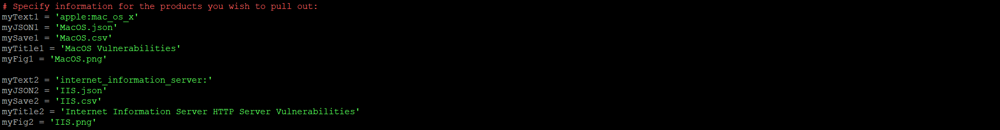 # Specify information for the products you wish to pull out:
myText1 = 'apple:mac_os_x'
myJSON1 = 'MacOS.json'
mySave1 = 'MacOS.csv'
myTitle1 = 'MacOS Vulnerabilities'
myFig1 = 'MacOS.png'

myText2 = 'internet_information_server:'
myJSON2 = 'IIS.json'
mySave2 = 'IIS.csv'
myTitle2 = 'Internet Information Server HTTP Server Vulnerabilities'
myFig2 = 'IIS.png'